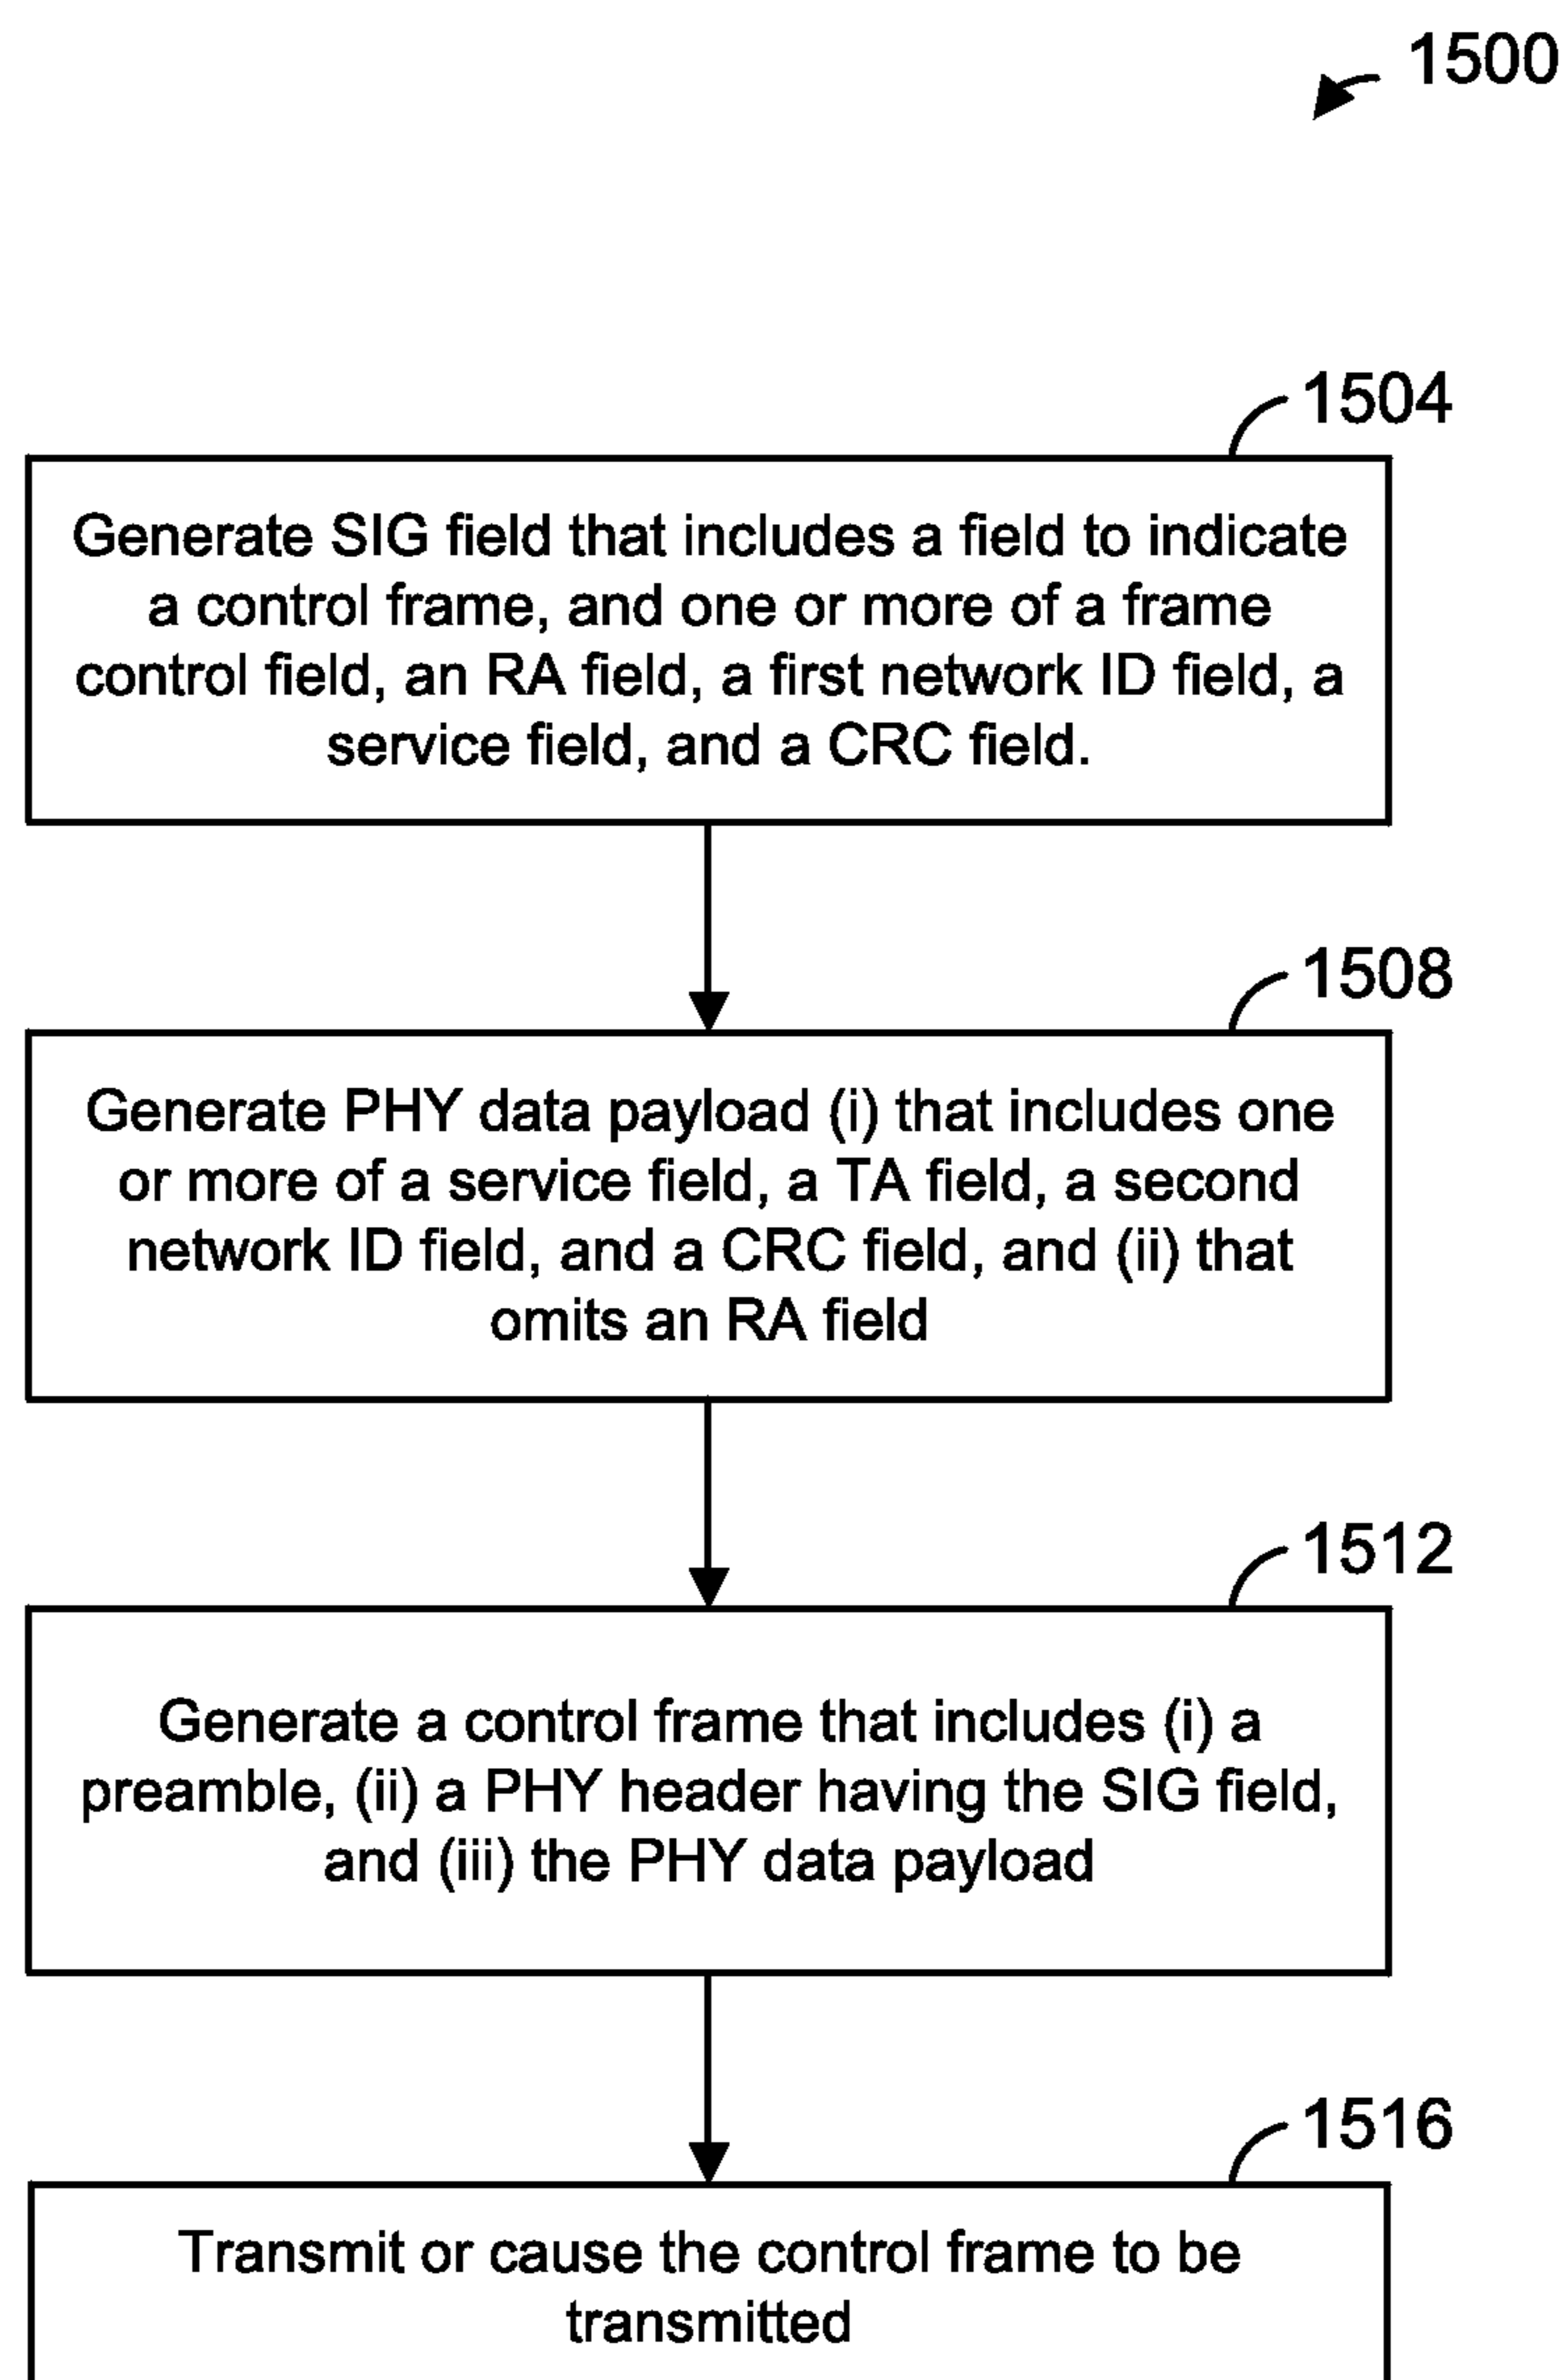 1500
1504
Generate SIG field that includes a field to indicate
a control frame, and one or more of a frame
control field, an RA field, a first network ID field, a
service field, and a CRC field.
1508
Generate PHY data payload (i) that includes one
or more of a service field, a TA field, a second
network ID field, and a CRC field, and (ii) that
omits an RA field
1512
Generate a control frame that includes (i) a
preamble, (ii) a PHY header having the SIG field,
and (iii) the PHY data payload
1516
Transmit or cause the control frame to be
transmitted